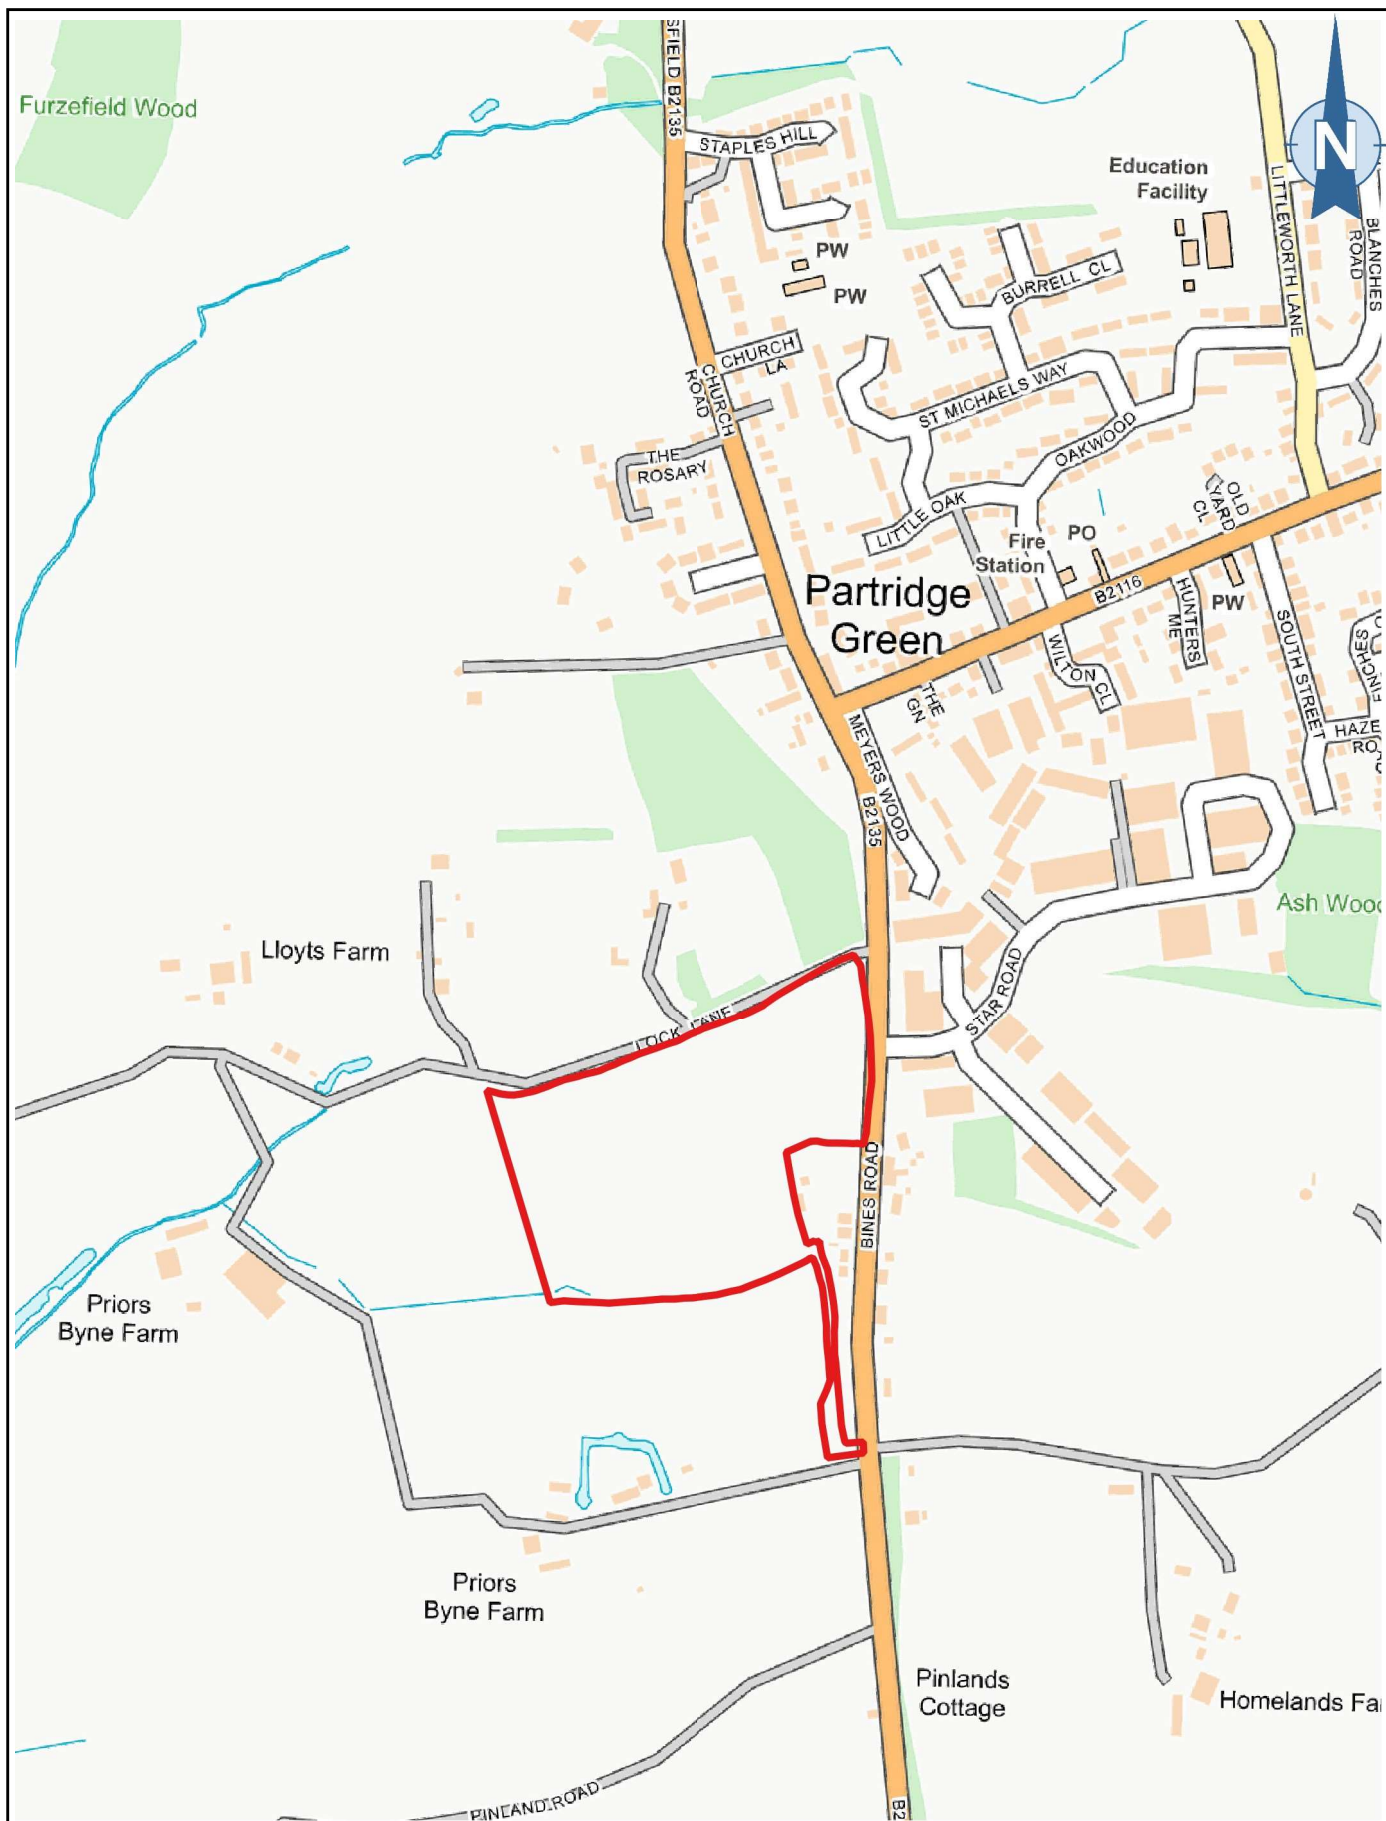 SFIELD B2135
Furzefield Wood
STAPLES HILL
N
Education
Facility
LITTLEWORTH LANE
BLANCHES
ROAD
PW
PW
BURRELL CL
CHURCH
LA
CHURCH
ROAD
ST MICHAELS WAY
OAKWOOD
THE
ROSARY
LITTLE OAK
OLD
YARD
CL
Fire
Station
PO
Partridge
Green
B2116
HUNTERS
ME
PW
SOUTH STREET
FINCHES
WILTON CL
THE
GN
MEYERS WOOD
HAZE
ROAD
B2135
Ash Wood
Lloyts Farm
STAR ROAD
LOCK LANE
BINES ROAD
Priors
Byne Farm
Priors
Byne Farm
Pinlands
Cottage
Homelands Fa
PINLAND ROAD
B2